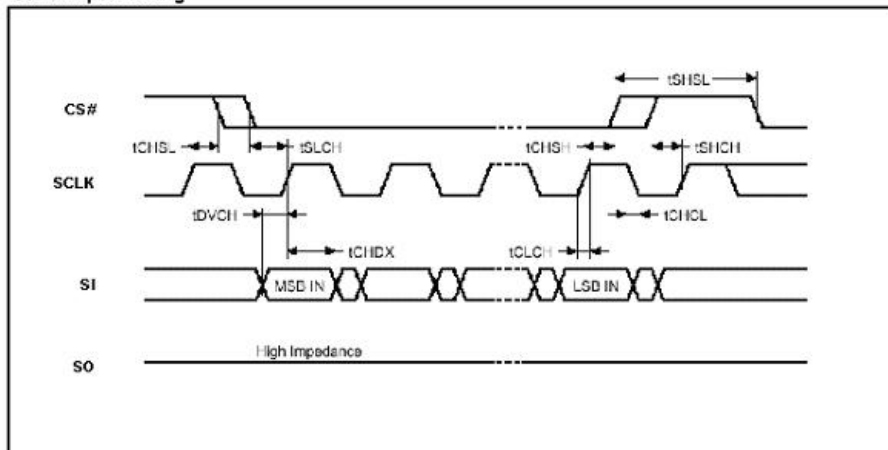 tSHSL
CS#
tCHSL
tSLCH
tCHSH
tSHCH
SCLK
tDVCH
tCHCL
tCHDX
tCLCH
SI
MSB IN
LSB IN
High Impedance
SO